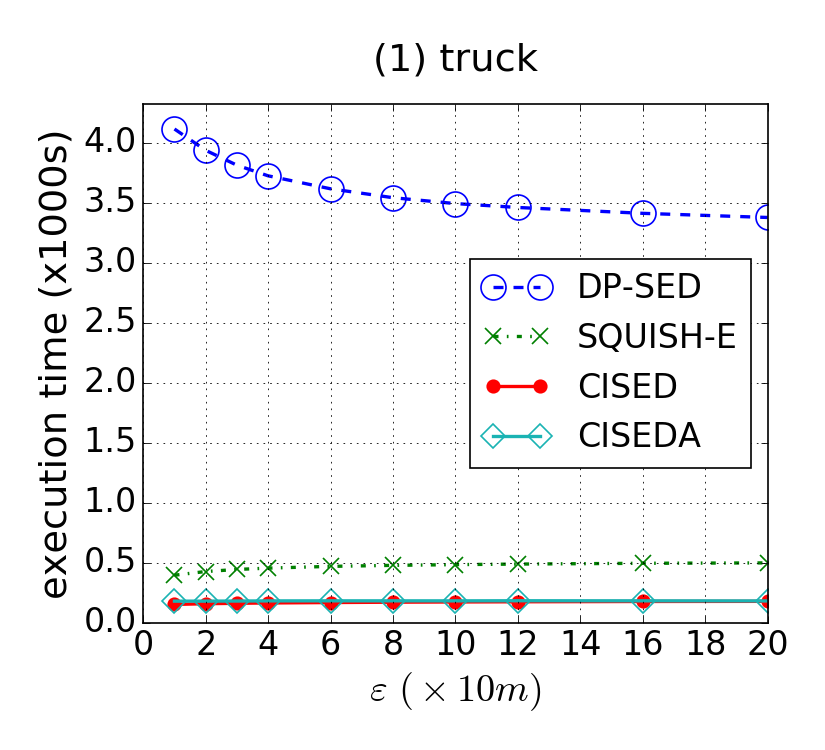 (1) truck
execution time (x1000s)
4.0
3.5
3.0
2.5
2.0
1.5
1.0
0.5
0.0
DP-SED
SQUISH-E
CISED
CISEDA
0 2 4 6 8 10 12 14 16 18 20
ε (×10m)